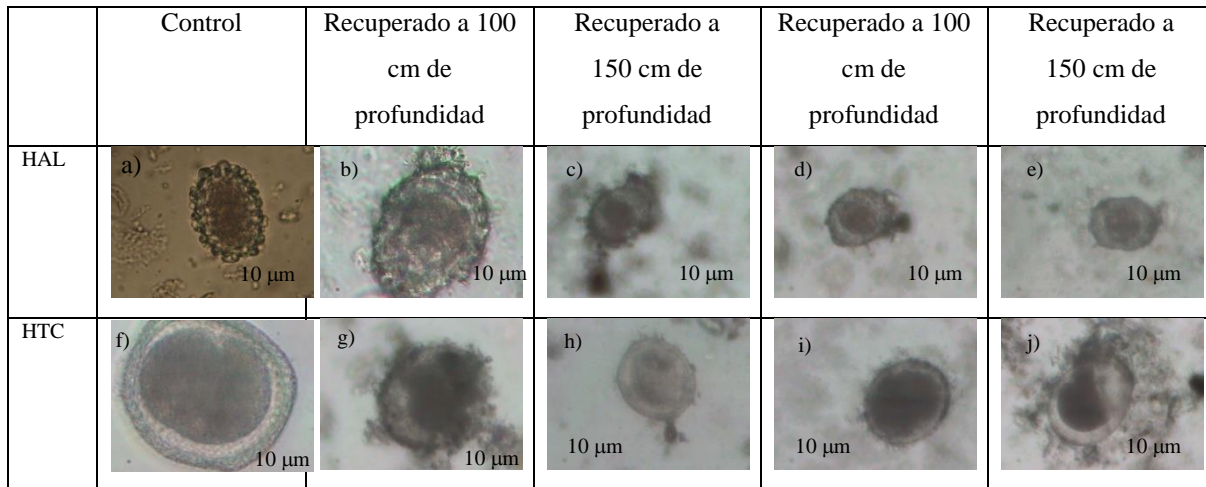 Control
Recuperado a 100
cm de
profundidad
Recuperado a
150 cm de
profundidad
Recuperado a 100
cm de
profundidad
Recuperado a
150 cm de
profundidad
HAL
a)
10 μm
b)
10 μm
c)
10 μm
d)
10 μm
e)
10 μm
HTC
f)
10 μm
g)
10 μm
h)
10 μm
i)
10 μm
j)
10 μm